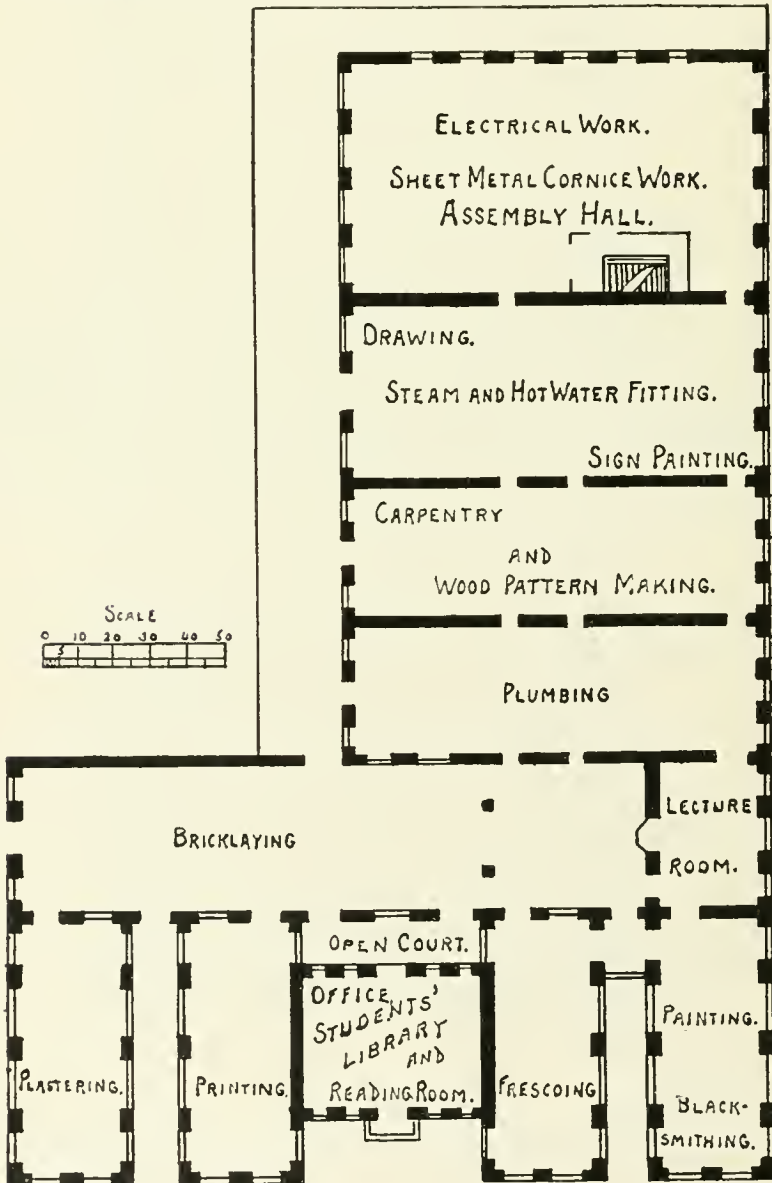 ELECTRICAL WORK.
SHEET METAL CORNICE WORK.
ASSEMBLY HALL.
DRAWING.
STEAM AND HOT WATER FITTING.
SIGN PAINTING.
CARPENTRY
AND
WOOD PATTERN MAKING.
SCALE
0 10 20 30 40 50
5
PLUMBING
BRICKLAYING
LECTURE
ROOM.
OPEN COURT.
OFFICE,
STUDENTS'
LIBRARY
AND
READING ROOM.
PLASTERING.
PRINTING.
FRESCOING
PAINTING.
BLACK-
SMITHING.